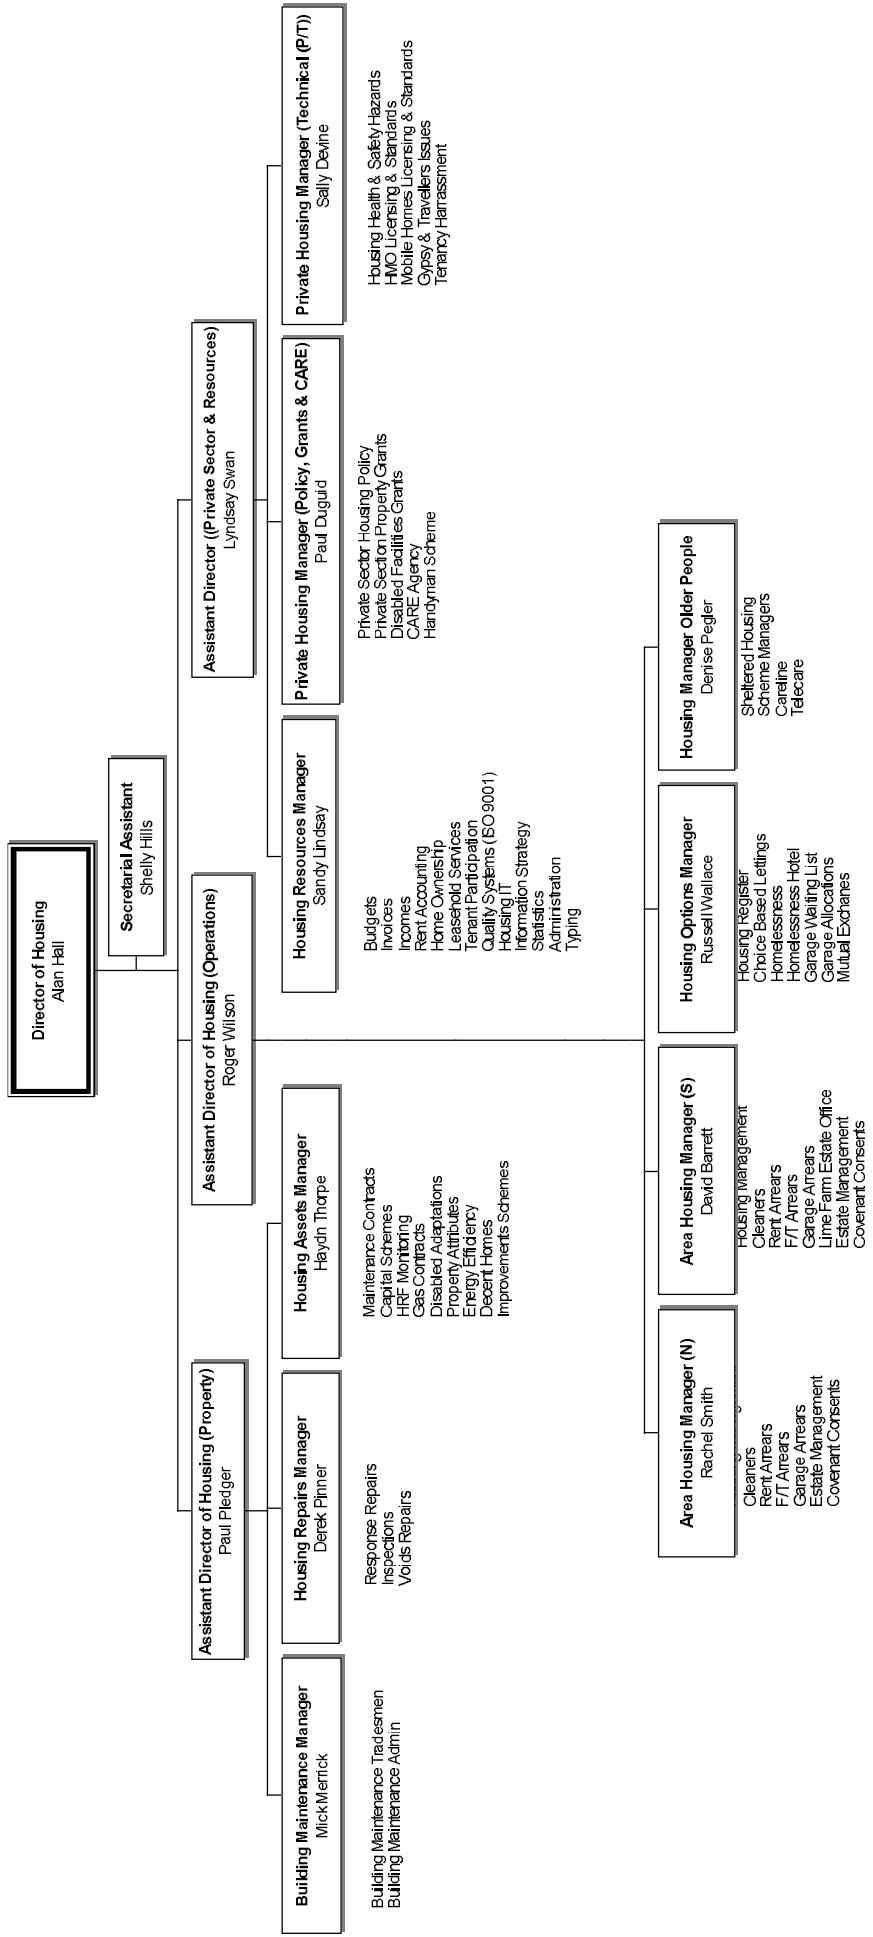 Director of Housing
Alan Hall
Secretarial Assistant
Shelly Hills
Assistant Director of Housing (Property)
Paul Pledger
Assistant Director of Housing (Operations)
Roger Wilson
Assistant Director ((Private Sector & Resources)
Lyndsay Swan
Building Maintenance Manager
Mick Merrick
Building Maintenance Tradesmen
Building Maintenance Admin
Housing Repairs Manager
Derek Pinner
Response Repairs
Inspections
Voids Repairs
Housing Assets Manager
Haydn Thorpe
Maintenance Contracts
Capital Schemes
HRF Monitoring
Gas Contracts
Disabled Adaptations
Property Attributes
Energy Efficiency
Decent Homes
Improvements Schemes
Housing Resources Manager
Sandy Lindsay
Budgets
Invoices
Incomes
Rent Accounting
Home Ownership
Leasehold Services
Tenant Participation
Quality Systems (ISO 9001)
Housing IT
Information Strategy
Statistics
Administration
Typing
Private Housing Manager (Policy, Grants & CARE)
Paul Duguid
Private Sector Housing Policy
Private Section Property Grants
Disabled Facilities Grants
CARE Agency
Handyman Scheme
Private Housing Manager (Technical (P/T))
Sally Devine
Housing Health & Safety Hazards
HMO Licensing & Standards
Mobile Homes Licensing & Standards
Gypsy & Travellers Issues
Tenancy Harrassment
Area Housing Manager (N)
Rachel Smith
Cleaners
Rent Arrears
F/T Arrears
Garage Arrears
Estate Management
Covenant Consents
Area Housing Manager (S)
David Barrett
Housing Management
Cleaners
Rent Arrears
F/T Arrears
Garage Arrears
Lime Farm Estate Office
Estate Management
Covenant Consents
Housing Options Manager
Russell Wallace
Housing Register
Choice Based Lettings
Homelessness
Homelessness Hotel
Garage Waiting List
Garage Allocations
Mutual Exchanes
Housing Manager Older People
Denise Pegler
Sheltered Housing
Scheme Managers
Careline
Telecare